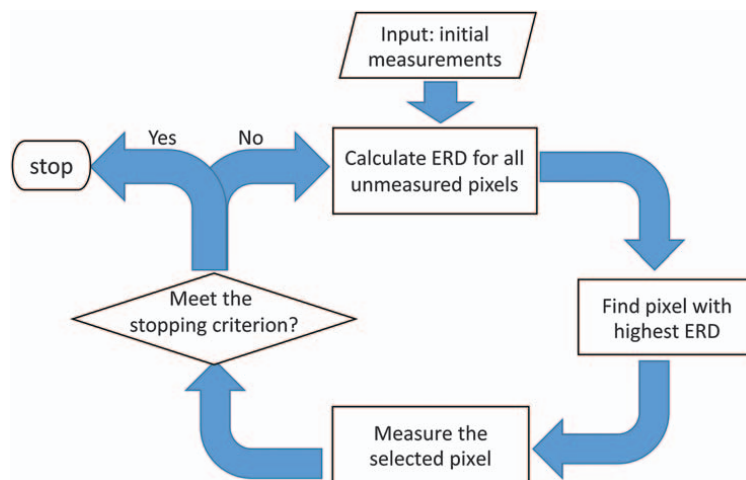 Input: initial
measurements
Yes
No
stop
Calculate ERD for all
unmeasured pixels
Meet the
stopping criterion?
Find pixel with
highest ERD
Measure the
selected pixel